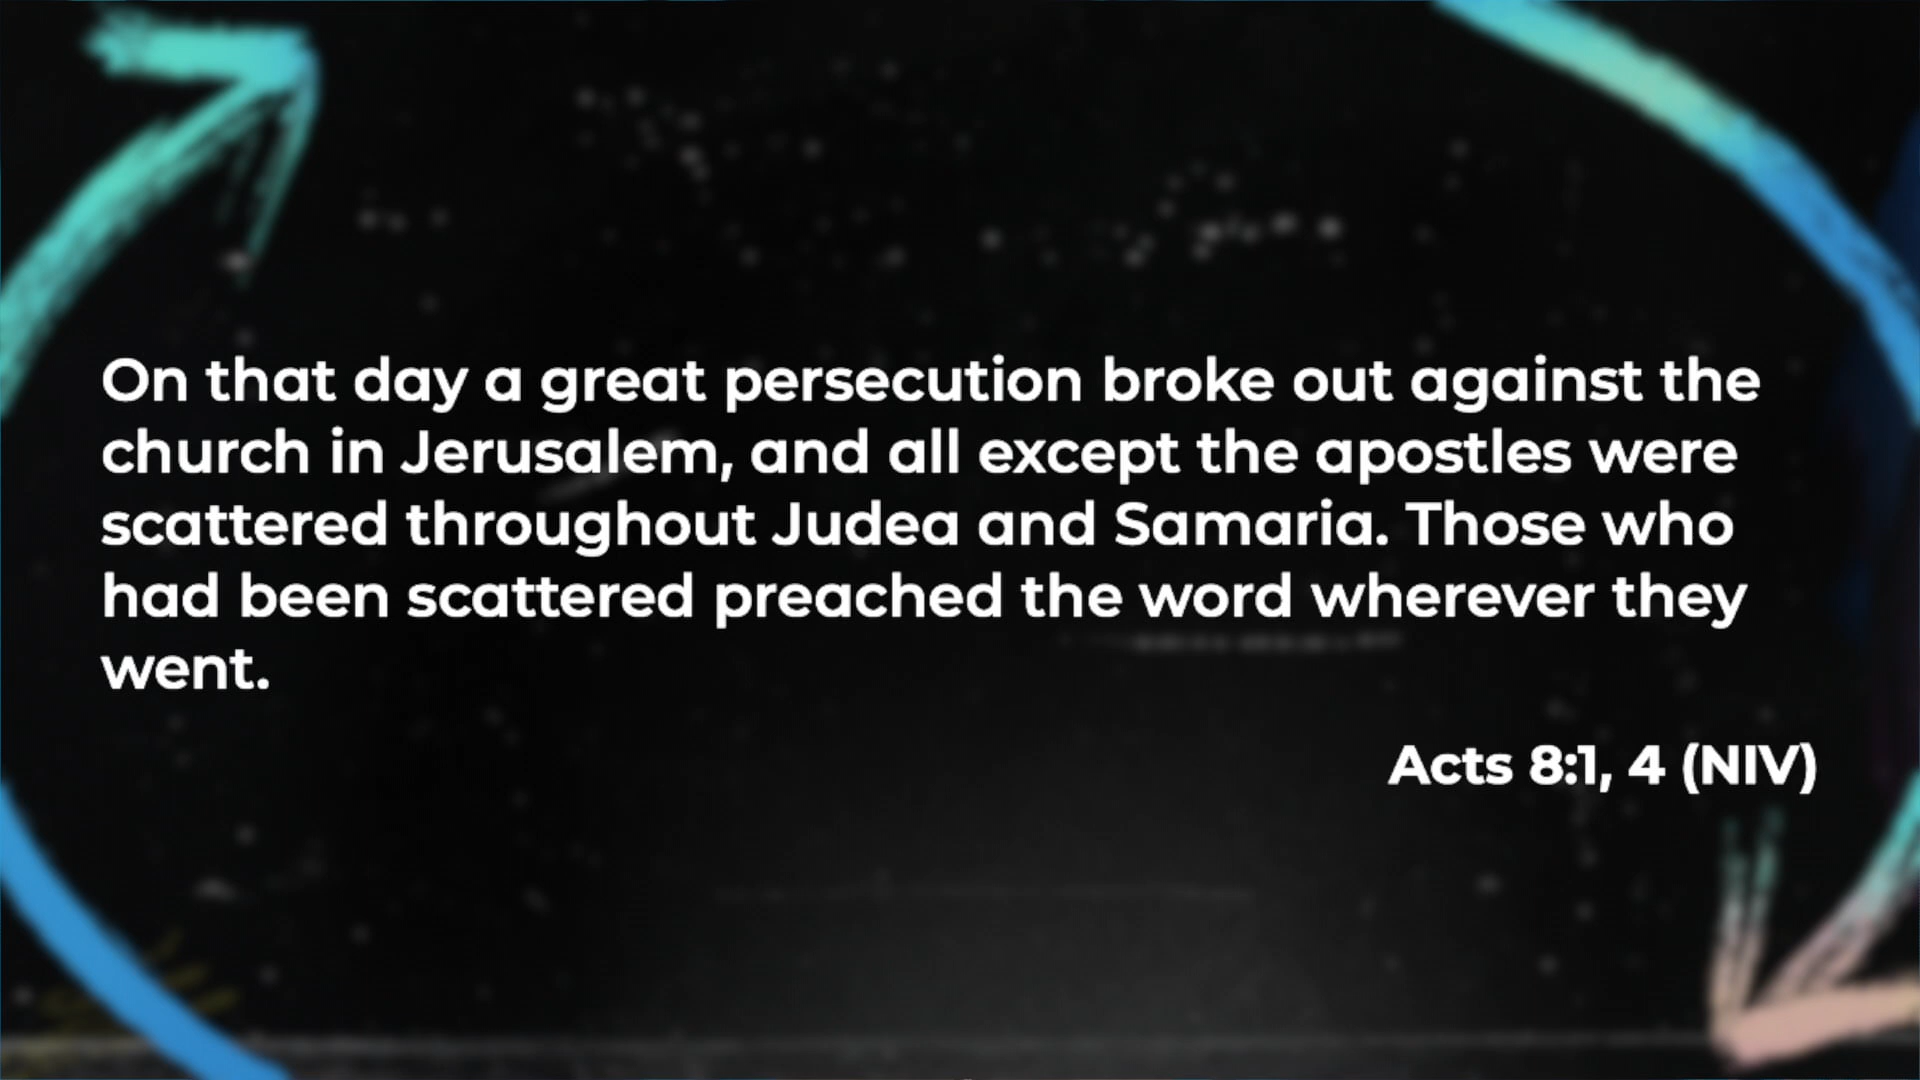 On that day a great persecution broke out against the
church in Jerusalem, and all except the apostles were
scattered throughout Judea and Samaria. Those who
had been scattered preached the word wherever they
went.
Acts 8:1, 4 (NIV)